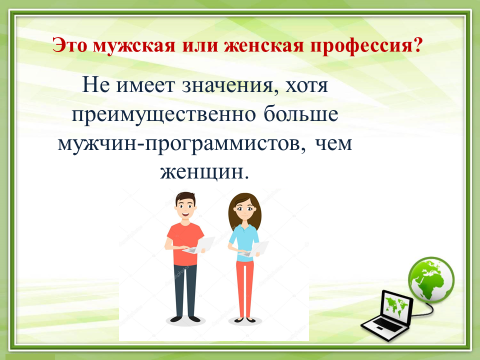 Это мужская или женская профессия?
Не имеет значения, хотя
преимущественно больше
мужчин-программистов, чем
женщин.